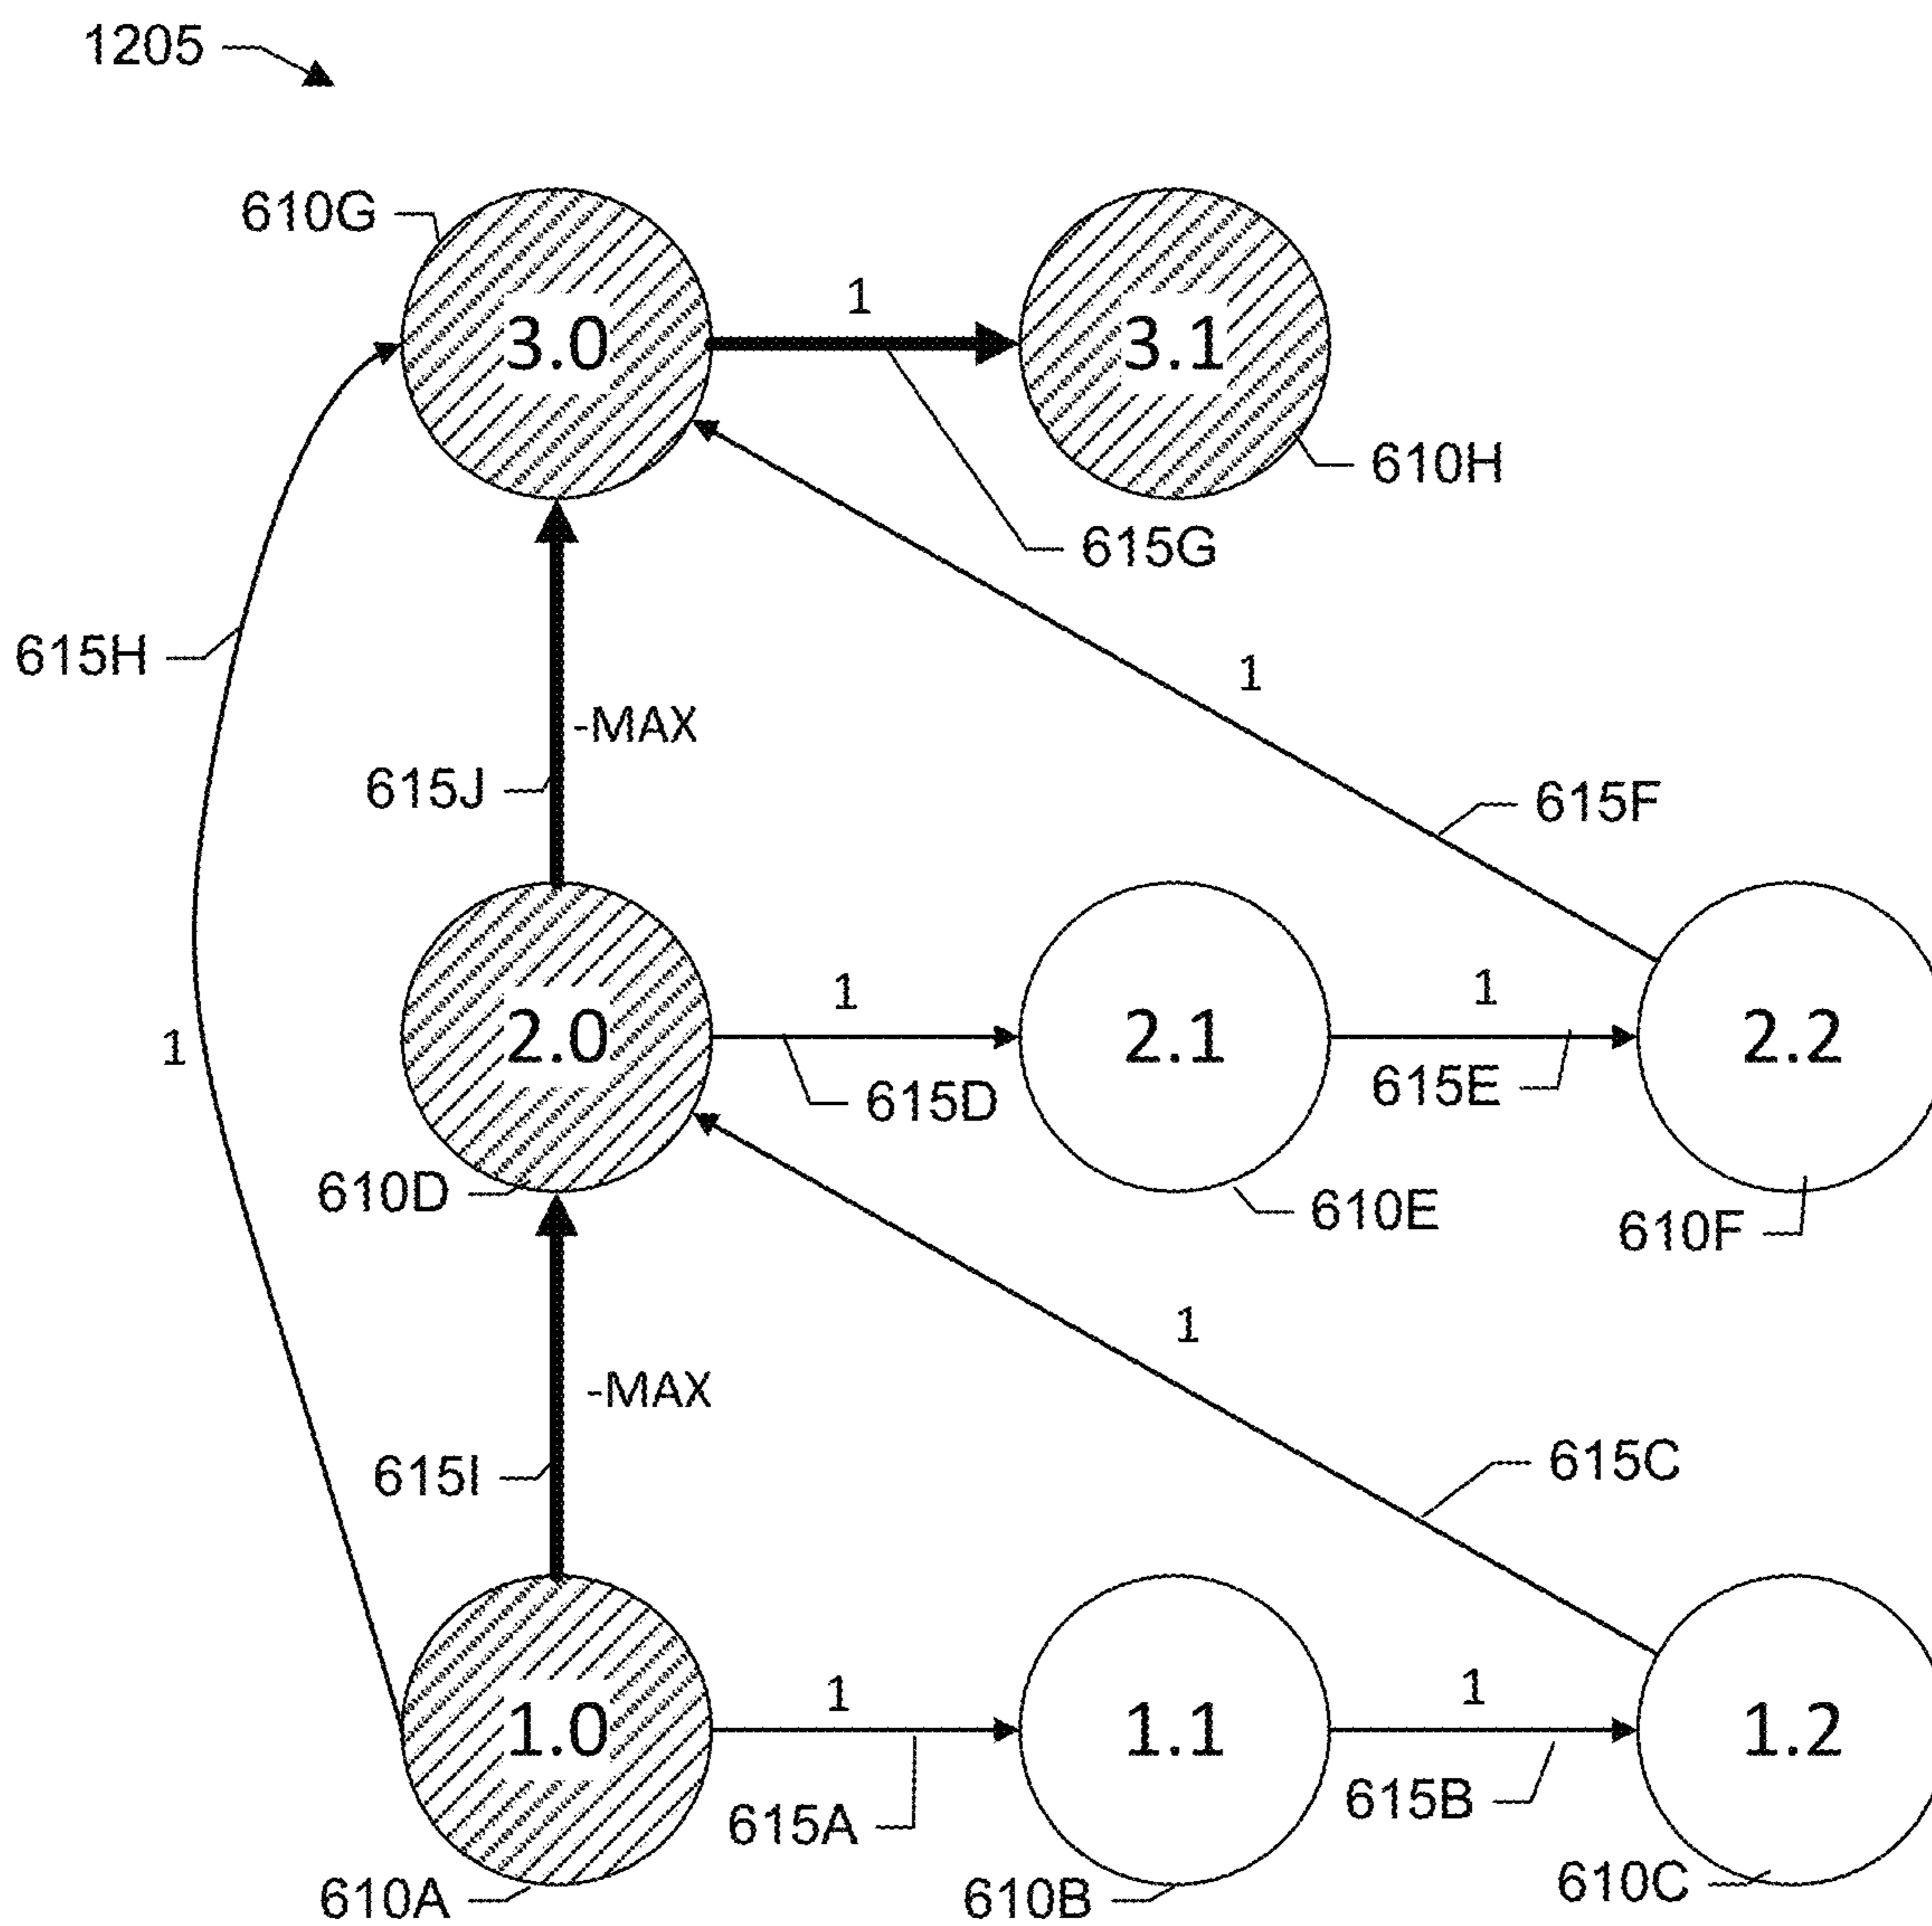 1205
610G
1
3.0
3.1
610H
615G
615H
1
-MAX
615J
615F
1
1
1
2.0
2.1
2.2
615D
615E
610D
610E
610F
1
-MAX
615C
615I
1
1
1.0
1.1
1.2
615A
615B
610A
610B
610C